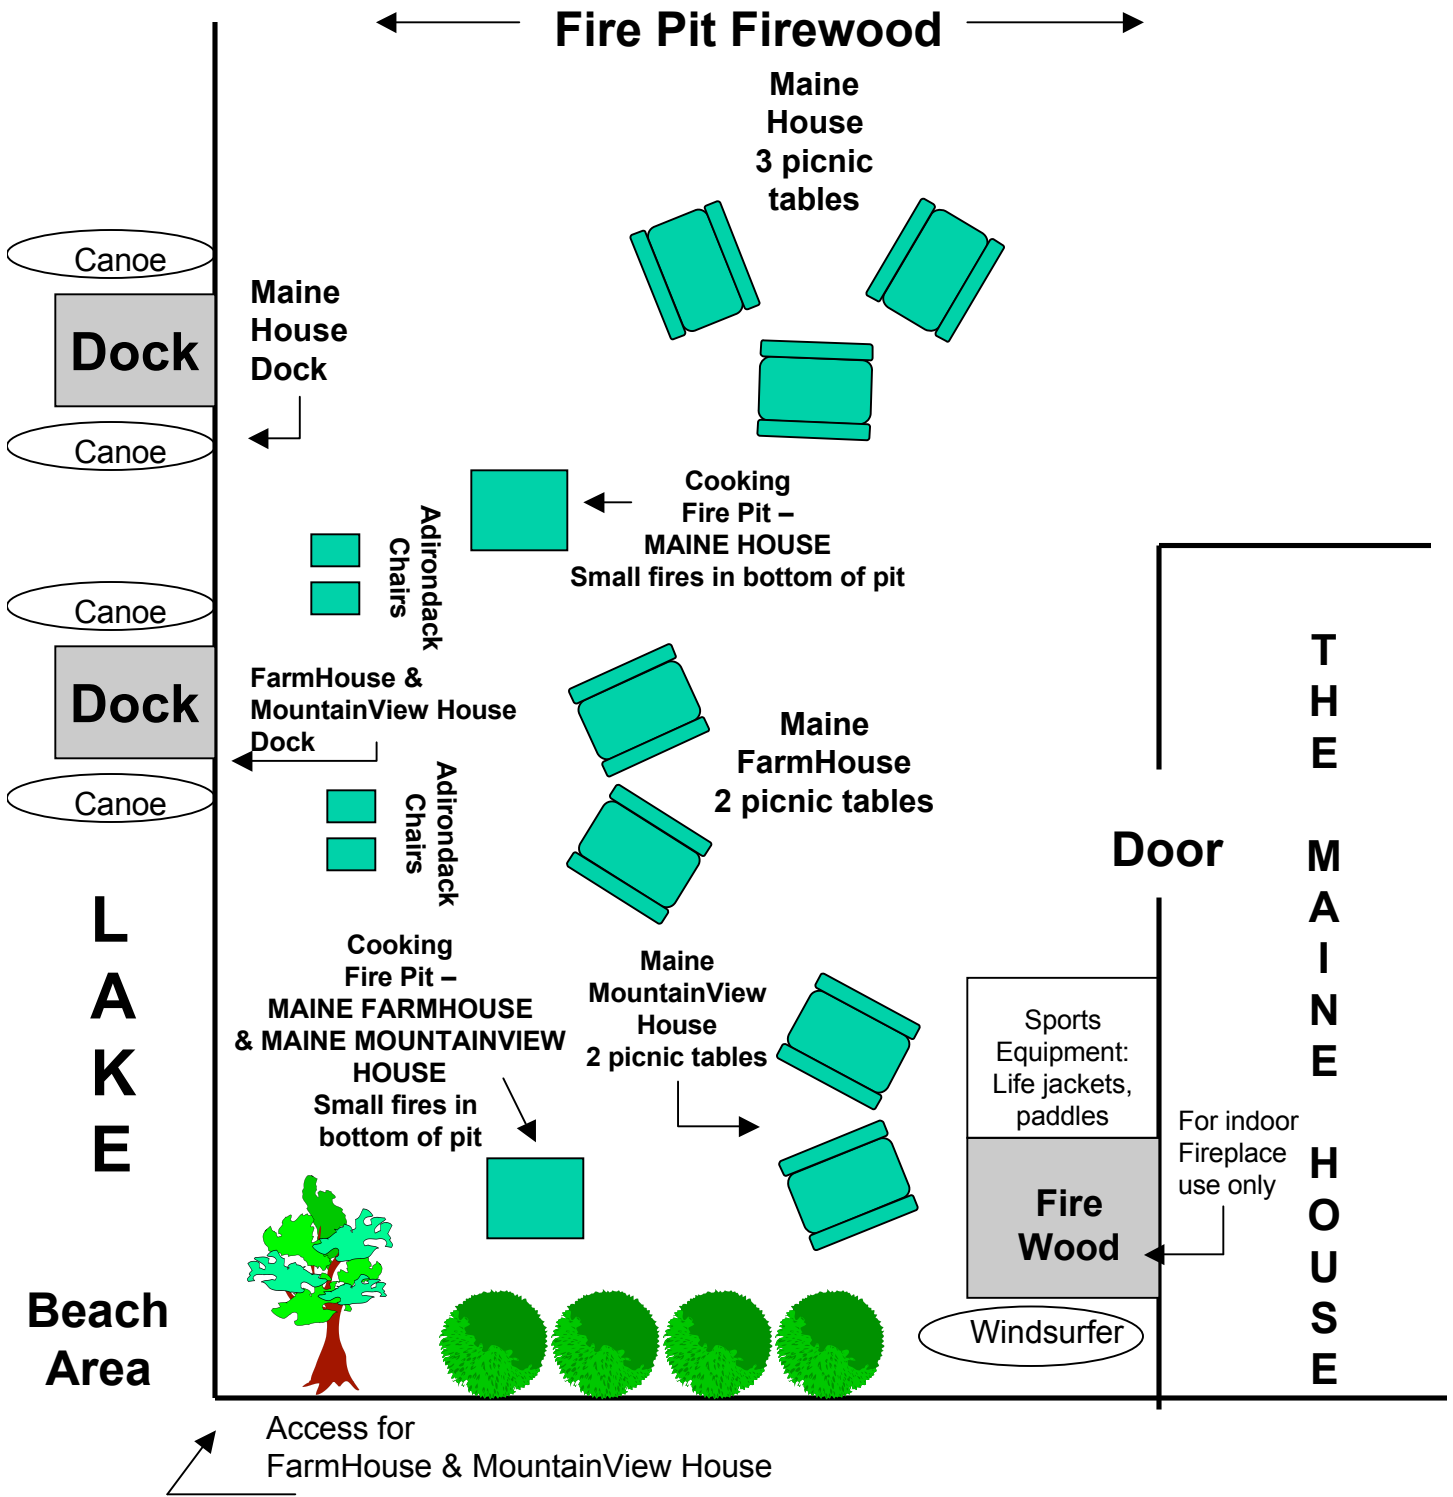 Fire Pit Firewood
Maine
House
3 picnic
tables
Canoe
Dock
Maine
House
Dock
Canoe
Cooking
Fire Pit –
MAINE HOUSE
Small fires in bottom of pit
Adirondack
Chairs
Canoe
Dock
FarmHouse &
MountainView House
Dock
Canoe
Maine
FarmHouse
2 picnic tables
Adirondack
Chairs
Door
THE MAINE HOUSE
LAKE
Cooking
Fire Pit –
MAINE FARMHOUSE
& MAINE MOUNTAINVIEW
HOUSE
Small fires in
bottom of pit
Maine
MountainView
House
2 picnic tables
Sports
Equipment:
Life jackets,
paddles
For indoor
Fireplace
use only
Fire
Wood
Windsurfer
Beach
Area
Access for
FarmHouse & MountainView House